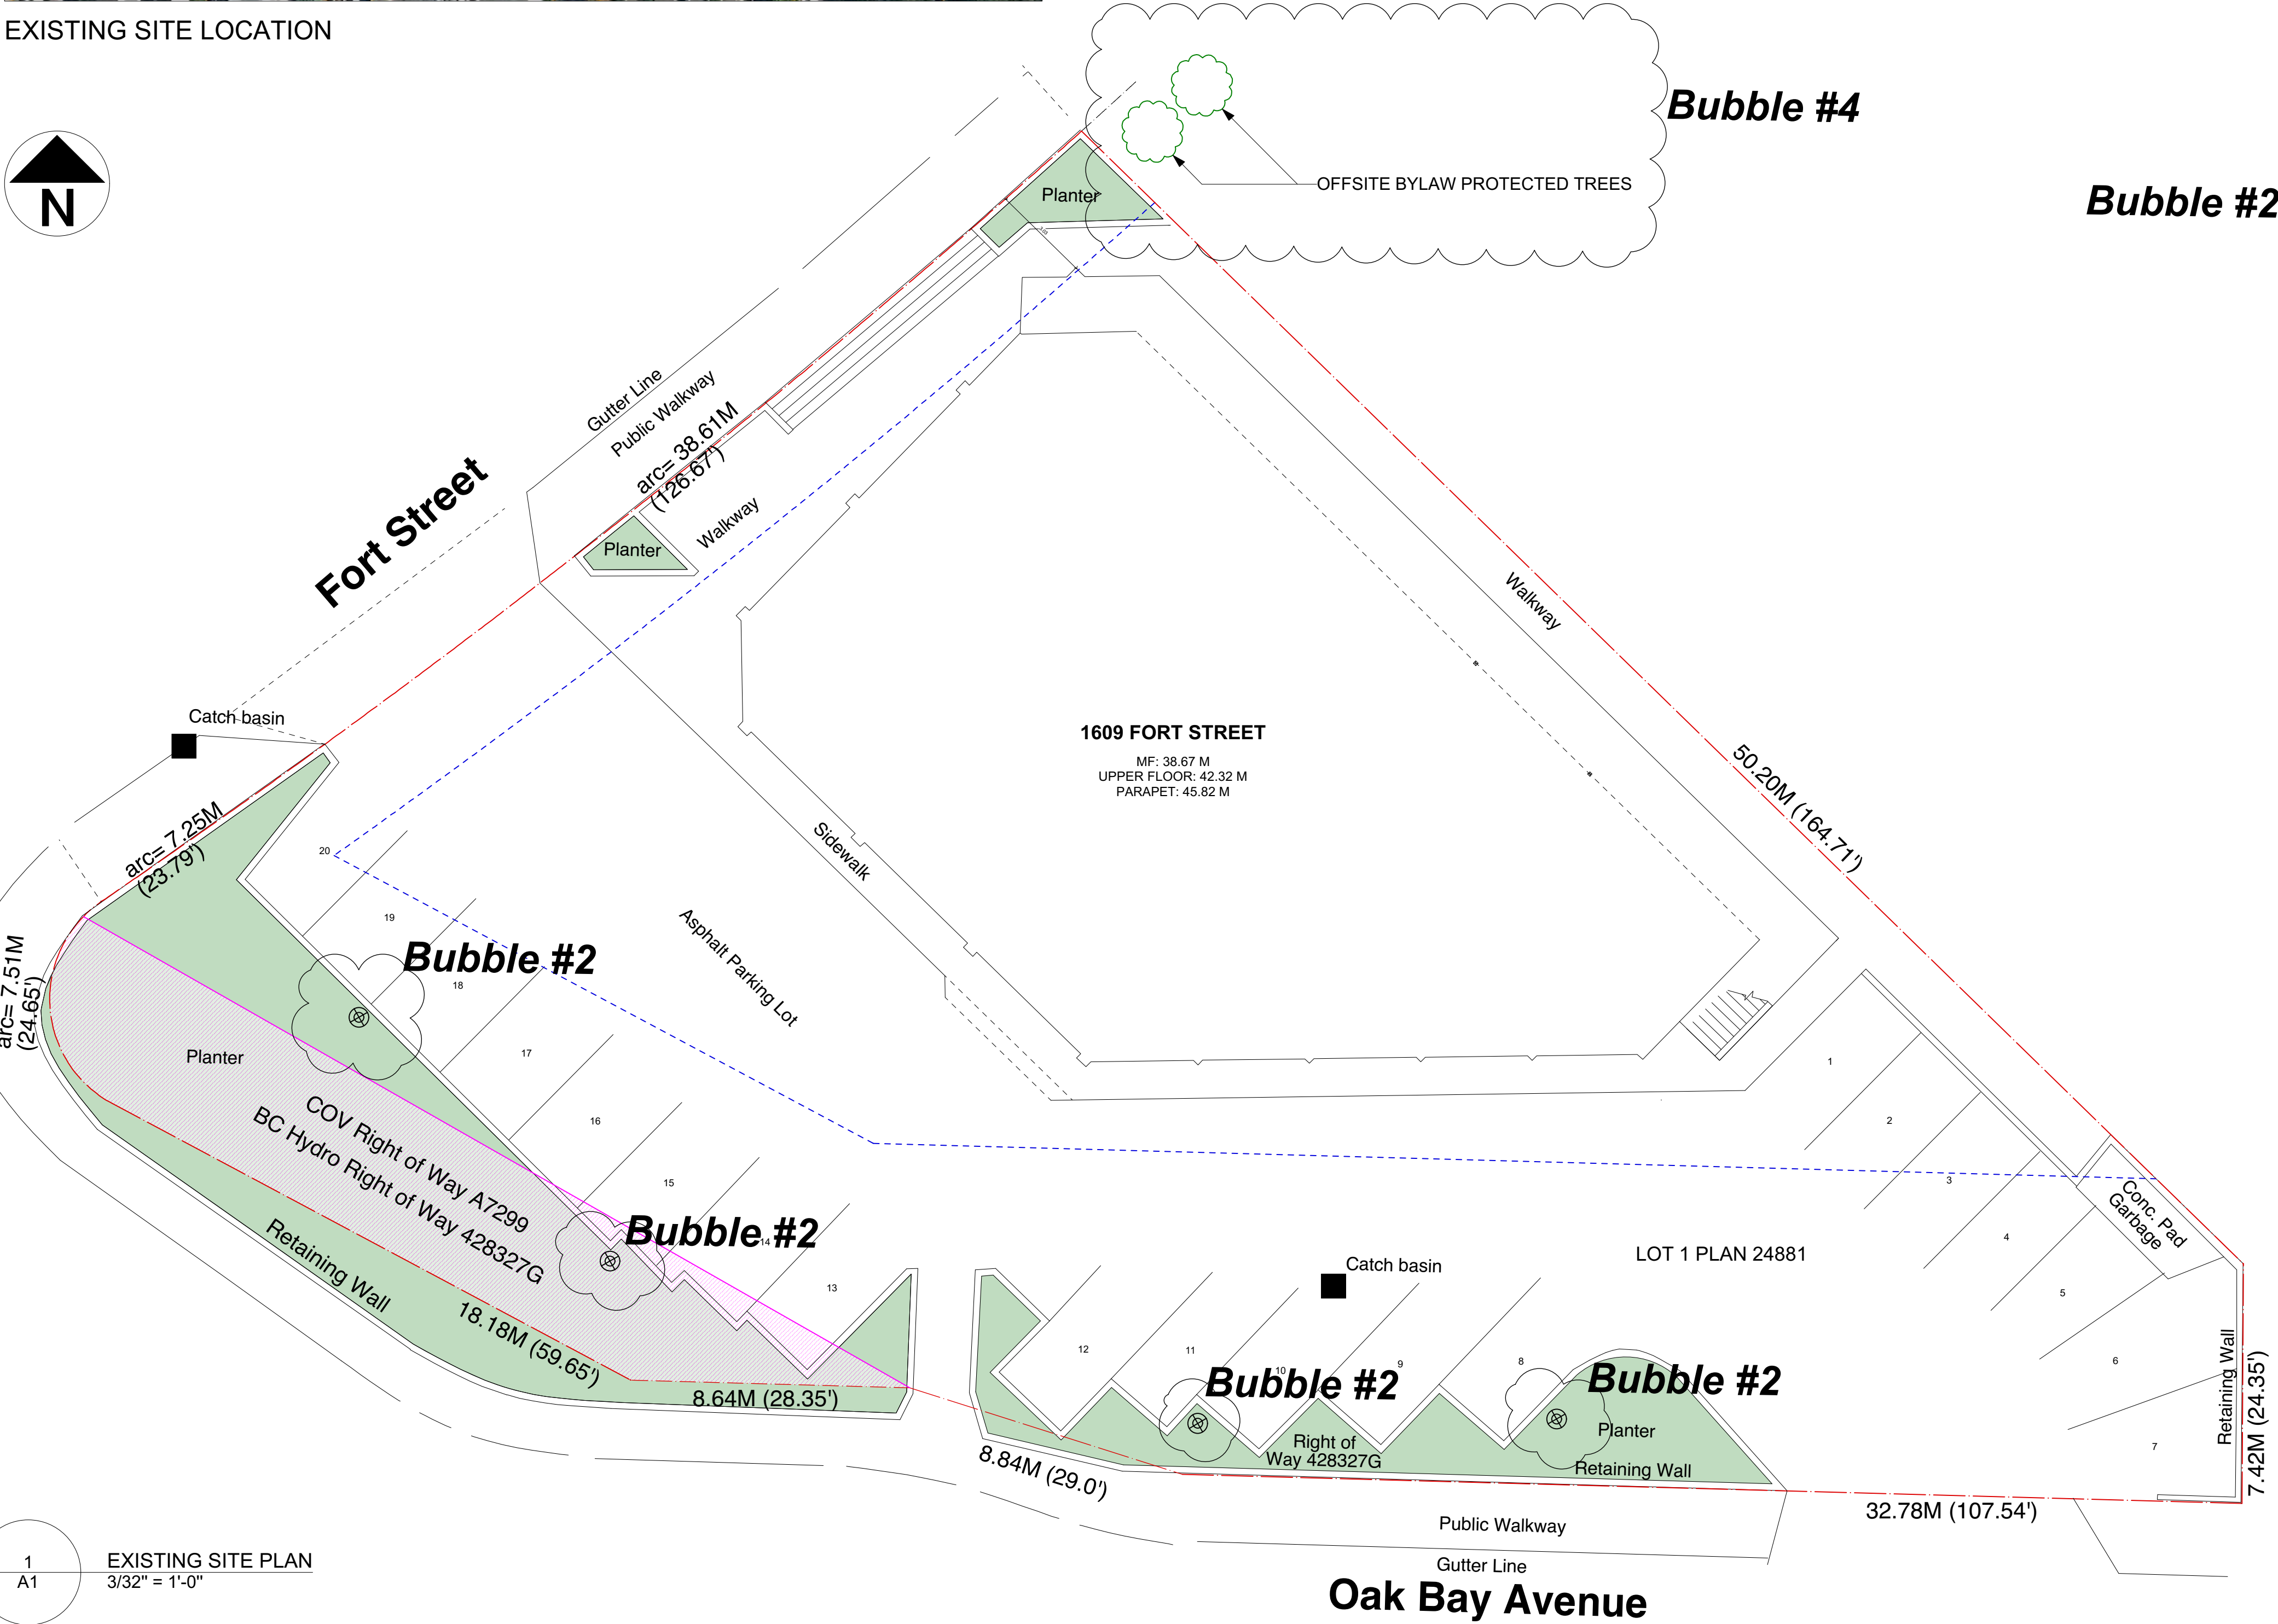 EXISTING SITE LOCATION
N
Bubble #4
OFFSITE BYLAW PROTECTED TREES
Bubble #2
Planter
Gutter Line
Public Walkway
arc= 38.61M
(126.67')
Walkway
Fort Street
Planter
Walkway
Catch basin
1609 FORT STREET
MF: 38.67 M
UPPER FLOOR: 42.32 M
PARAPET: 45.82 M
50.20M (164.71')
arc= 7.25M
(23.79')
Sidewalk
Asphalt Parking Lot
20
19
Bubble #2
18
17
16
15
14
13
arc= 7.51M
(24.65')
Planter
COV Right of Way A7299
BC Hydro Right of Way 428327G
Retaining Wall
18.18M (59.65')
8.64M (28.35')
Bubble #2
1
2
3
4
5
6
7
Conc. Pad
Garbage
Catch basin
LOT 1 PLAN 24881
12
11
10
9
8
Bubble #2
Bubble #2
Right of
Way 428327G
Planter
Retaining Wall
Retaining Wall
7.42M (24.35')
8.84M (29.0')
32.78M (107.54')
Public Walkway
Gutter Line
Oak Bay Avenue
1
A1
EXISTING SITE PLAN
3/32" = 1'-0"